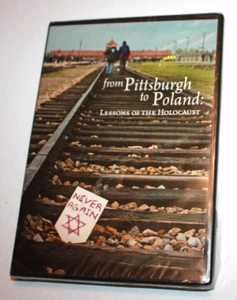 from Pittsburgh
to Poland:
LESSONS OF THE HOLOCAUST
NEVER
AGAIN